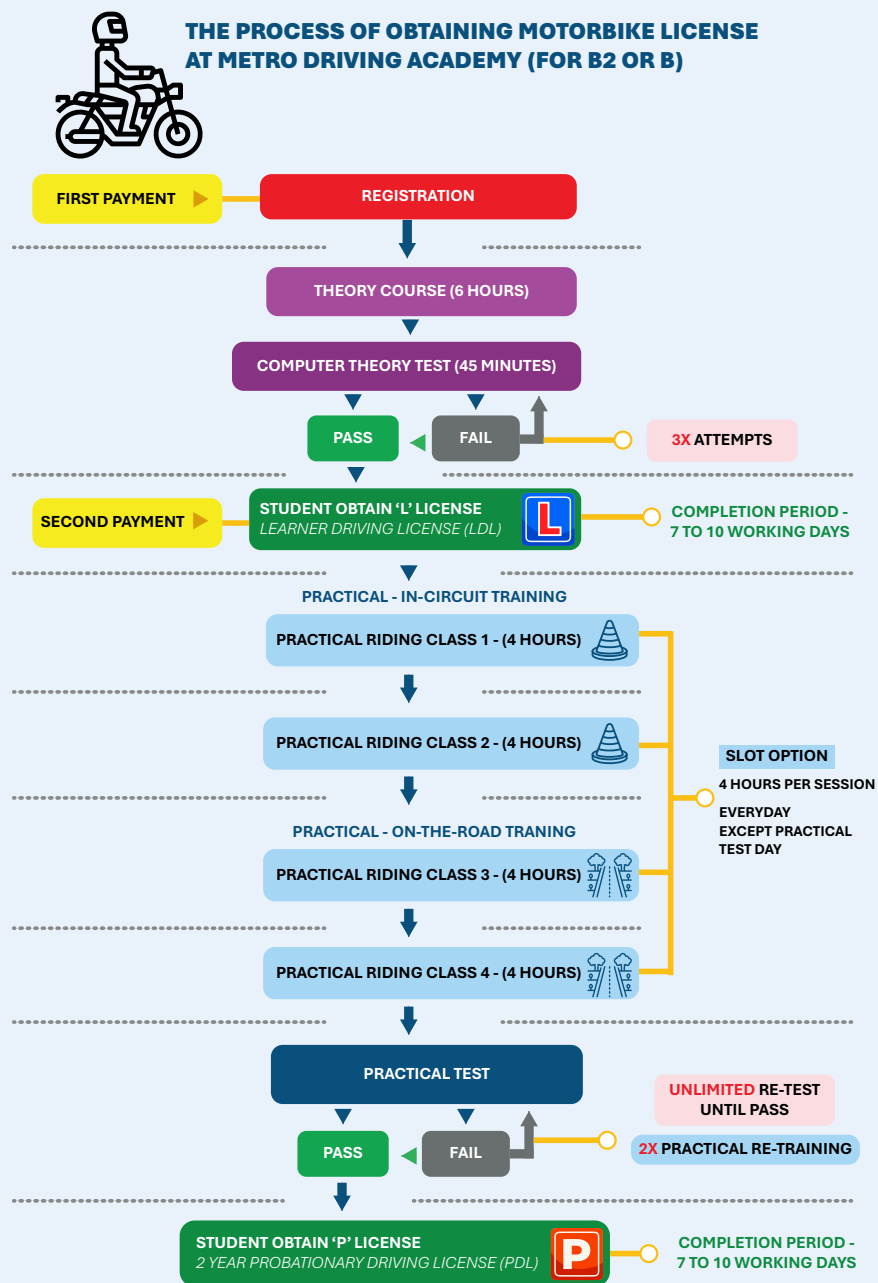 THE PROCESS OF OBTAINING MOTORBIKE LICENSE
AT METRO DRIVING ACADEMY (FOR B2 OR B)
FIRST PAYMENT
REGISTRATION
THEORY COURSE (6 HOURS)
COMPUTER THEORY TEST (45 MINUTES)
PASS
FAIL
3X ATTEMPTS
SECOND PAYMENT
STUDENT OBTAIN ‘L’ LICENSE
LEARNER DRIVING LICENSE (LDL)
L
COMPLETION PERIOD -
7 TO 10 WORKING DAYS
PRACTICAL - IN-CIRCUIT TRAINING
PRACTICAL RIDING CLASS 1 - (4 HOURS)
PRACTICAL RIDING CLASS 2 - (4 HOURS)
SLOT OPTION
4 HOURS PER SESSION
EVERYDAY
EXCEPT PRACTICAL
TEST DAY
PRACTICAL - ON-THE-ROAD TRANING
PRACTICAL RIDING CLASS 3 - (4 HOURS)
PRACTICAL RIDING CLASS 4 - (4 HOURS)
PRACTICAL TEST
PASS
FAIL
UNLIMITED RE-TEST
UNTIL PASS
2X PRACTICAL RE-TRAINING
STUDENT OBTAIN ‘P’ LICENSE
2 YEAR PROBATIONARY DRIVING LICENSE (PDL)
P
COMPLETION PERIOD -
7 TO 10 WORKING DAYS